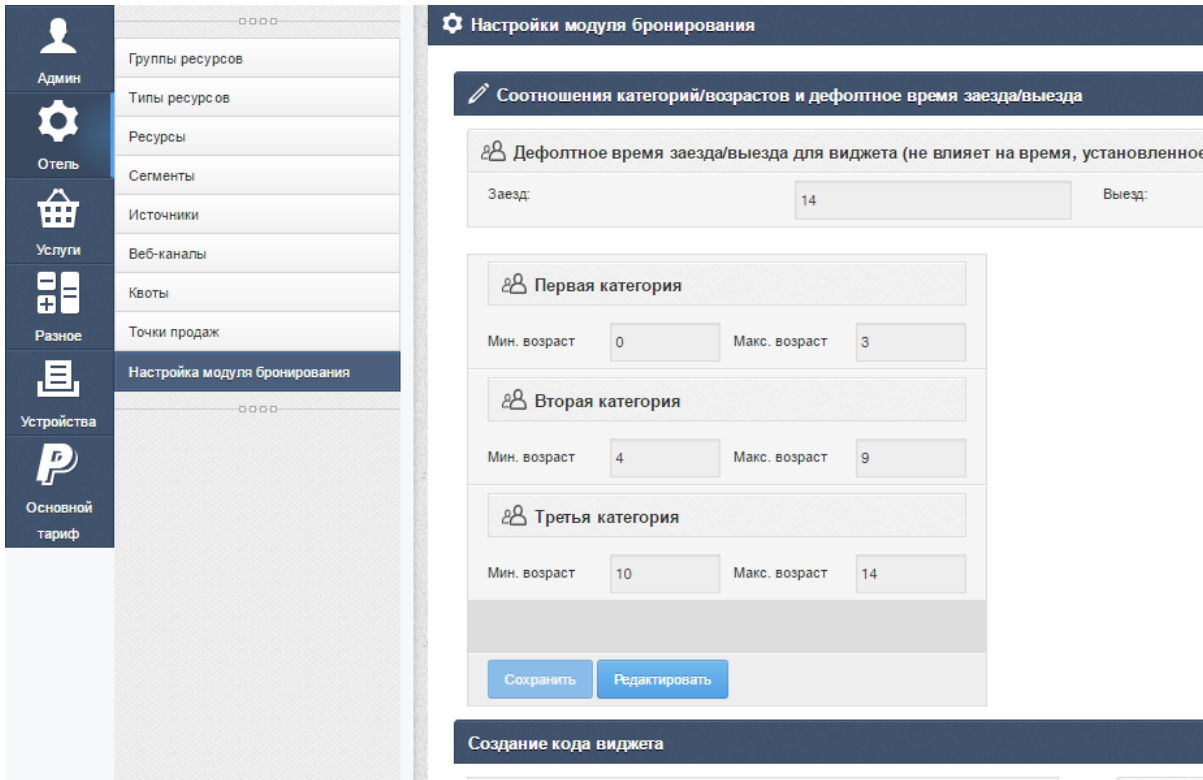 Админ
Отель
Услуги
Разное
Устройства
Основной
тариф
Группы ресурсов
Типы ресурсов
Ресурсы
Сегменты
Источники
Веб-каналы
Квоты
Точки продаж
Настройка модуля бронирования
Настройки модуля бронирования
Соотношения категорий/возрастов и дефолтное время заезда/выезда
Дефолтное время заезда/выезда для виджета (не влияет на время, установленное
Заезд: 14 Выезд:
Первая категория
Мин. возраст 0 Макс. возраст 3
Вторая категория
Мин. возраст 4 Макс. возраст 9
Третья категория
Мин. возраст 10 Макс. возраст 14
Сохранить Редактировать
Создание кода виджета